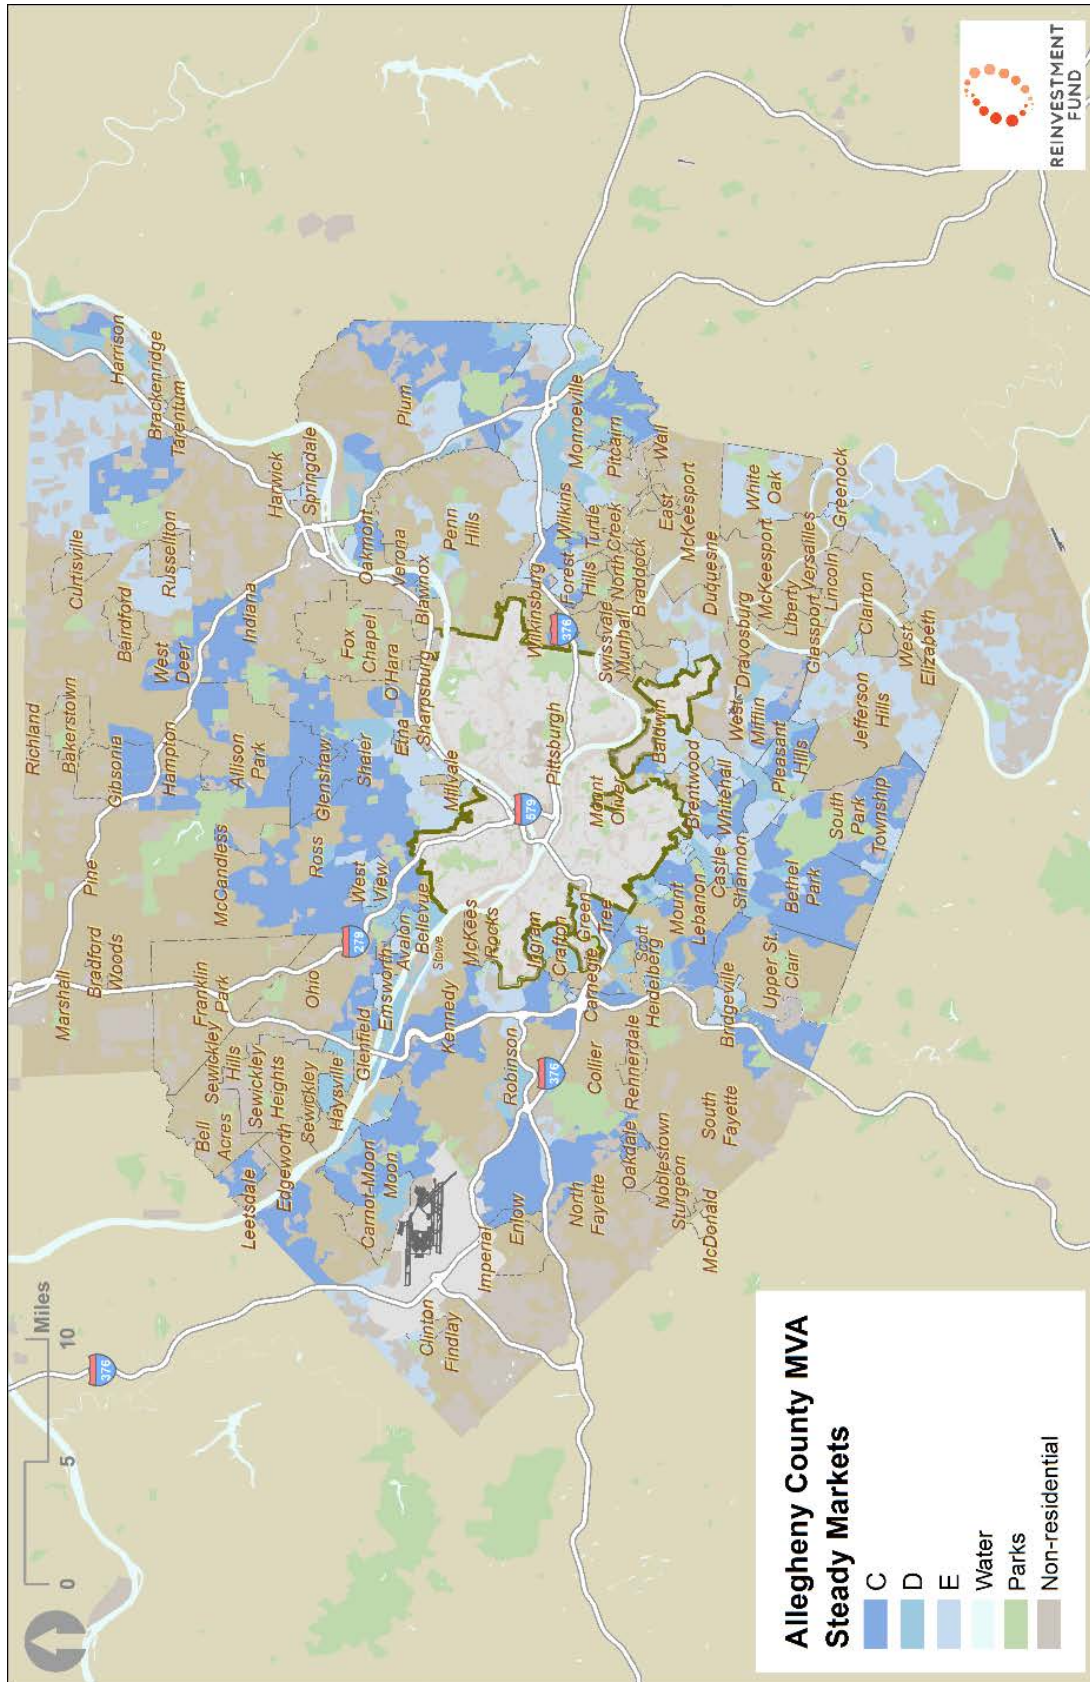 0
5
10
Miles
376
Marshall
Pine
Richland
Bradford
Woods
Bakerstown
Curtisville
Bairdford
Gibsonia
West
Deer
Russellton
Harrison
Brackenridge
Tarentum
Bell
Acres
Sewickley
Hills
Franklin
Park
McCandless
Hampton
Indiana
Leetsdale
Sewickley
Heights
Edgeworth
Allison
Park
Harwick
Springdale
Sewickley
Ohio
Ross
Glenshaw
Haysville
279
West
View
Shaler
Fox
Chapel
Glenfield
Emsworth
O'Hara
Oakmont
Plum
Carnot-Moon
Moon
Avalon
Bellevue
Etna
Verona
Clinton
Findlay
Stowe
Sharpsburg
Blawnox
Kennedy
McKees
Rocks
Millvale
Penn
Hills
Imperial
Robinson
Ingram
579
Wilkinsburg
Enlow
376
Crafton
Pittsburgh
376
Forest
Hills
Wilkins
Monroeville
North
Fayette
Collier
Carnegie
Green
Tree
Mount
Oliver
Swissvale
Munhall
North
Braddock
Turtle
Creek
Pitcairn
Oakdale
Rennerdale
Scott
Heidelberg
Baldwin
East
McKeesport
Wall
Noblestown
Sturgeon
Mount
Lebanon
Brentwood
McDonald
South
Fayette
Bridgeville
Castle
Shannon
Whitehall
West
Mifflin
Duquesne
Dravosburg
McKeesport
White
Oak
Upper St.
Clair
Bethel
Park
Pleasant
Hills
Liberty
Glassport
Versailles
Lincoln
Greenock
South
Park
Township
Jefferson
Hills
Clairton
West
Elizabeth
Allegheny County MVA
Steady Markets
C
D
E
Water
Parks
Non-residential
REINVESTMENT
FUND